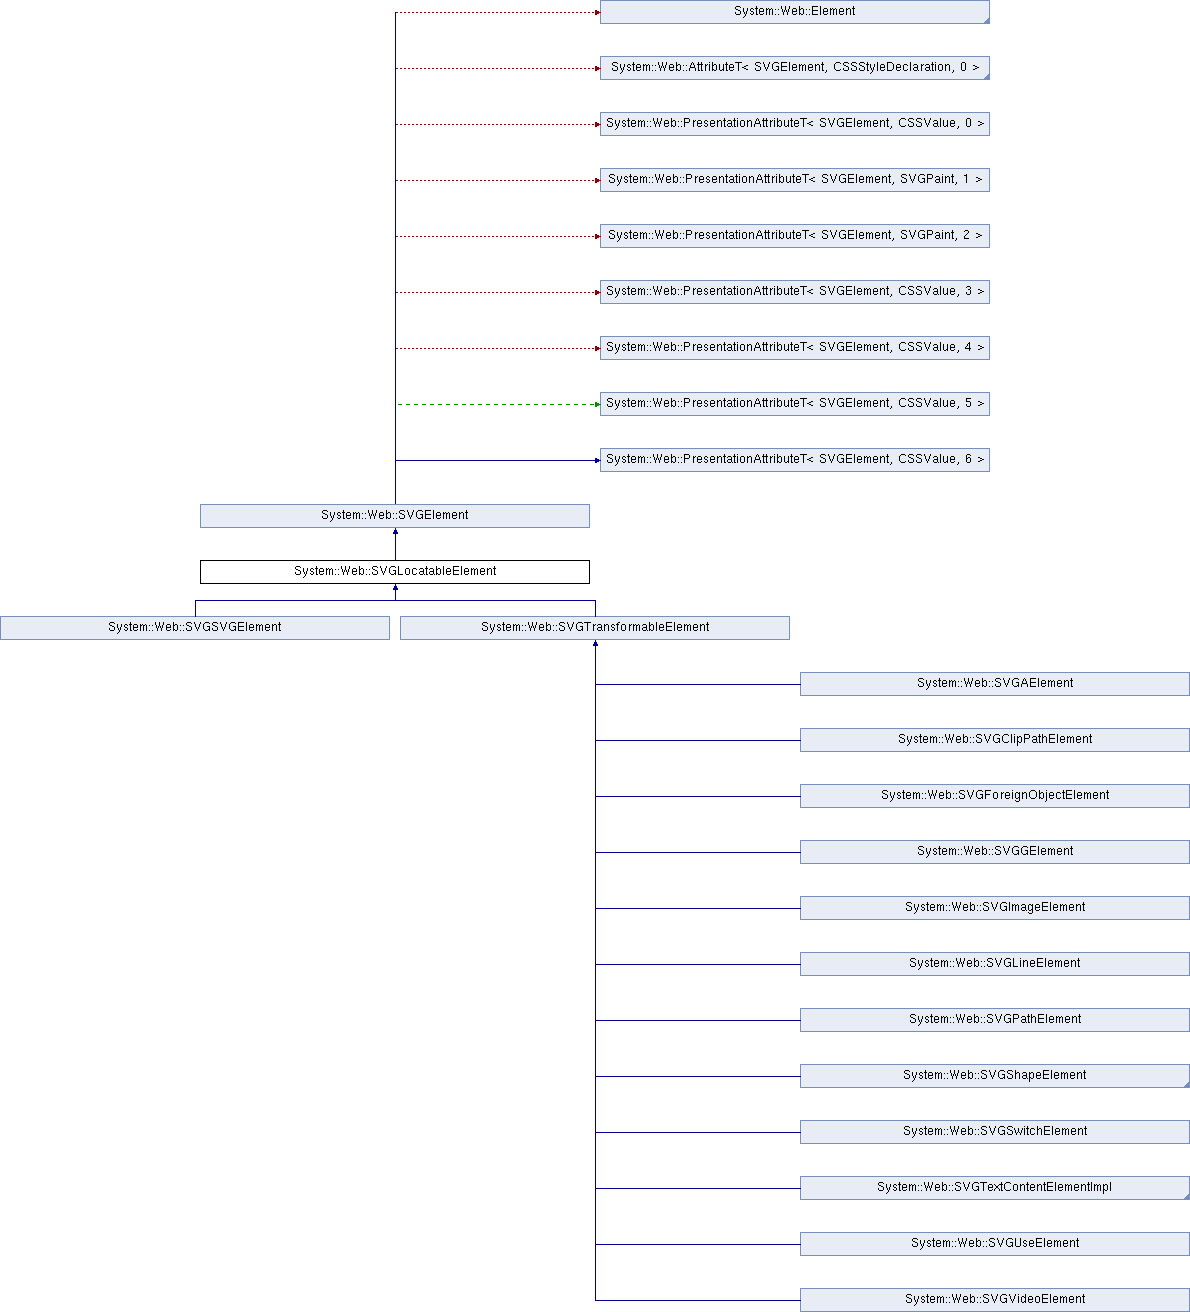 System::Web::Element
System::Web::AttributeT< SVGElement, CSSStyleDeclaration, 0 >
System::Web::PresentationAttributeT< SVGElement, CSSValue, 0 >
System::Web::PresentationAttributeT< SVGElement, SVGPaint, 1 >
System::Web::PresentationAttributeT< SVGElement, SVGPaint, 2 >
System::Web::PresentationAttributeT< SVGElement, CSSValue, 3 >
System::Web::PresentationAttributeT< SVGElement, CSSValue, 4 >
System::Web::PresentationAttributeT< SVGElement, CSSValue, 5 >
System::Web::PresentationAttributeT< SVGElement, CSSValue, 6 >
System::Web::SVGElement
System::Web::SVGLocatableElement
System::Web::SVGSVGElement
System::Web::SVGTransformableElement
System::Web::SVGAElement
System::Web::SVGClipPathElement
System::Web::SVGForeignObjectElement
System::Web::SVGGElement
System::Web::SVGImageElement
System::Web::SVGLineElement
System::Web::SVGPathElement
System::Web::SVGShapeElement
System::Web::SVGSwitchElement
System::Web::SVGTextContentElementImpl
System::Web::SVGUseElement
System::Web::SVGVideoElement